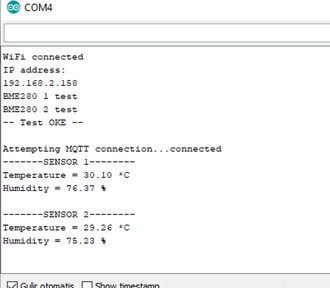 COM4
WiFi connected
IP address:
192.168.2.158
BME280 1 test
BME280 2 test
-- Test OKE --
Attempting MQTT connection...connected
-------SENSOR 1--------
Temperature = 30.10 *C
Humidity = 76.37 %
-------SENSOR 2--------
Temperature = 29.26 *C
Humidity = 75.23 %
Gulir otomatis Show timestamp